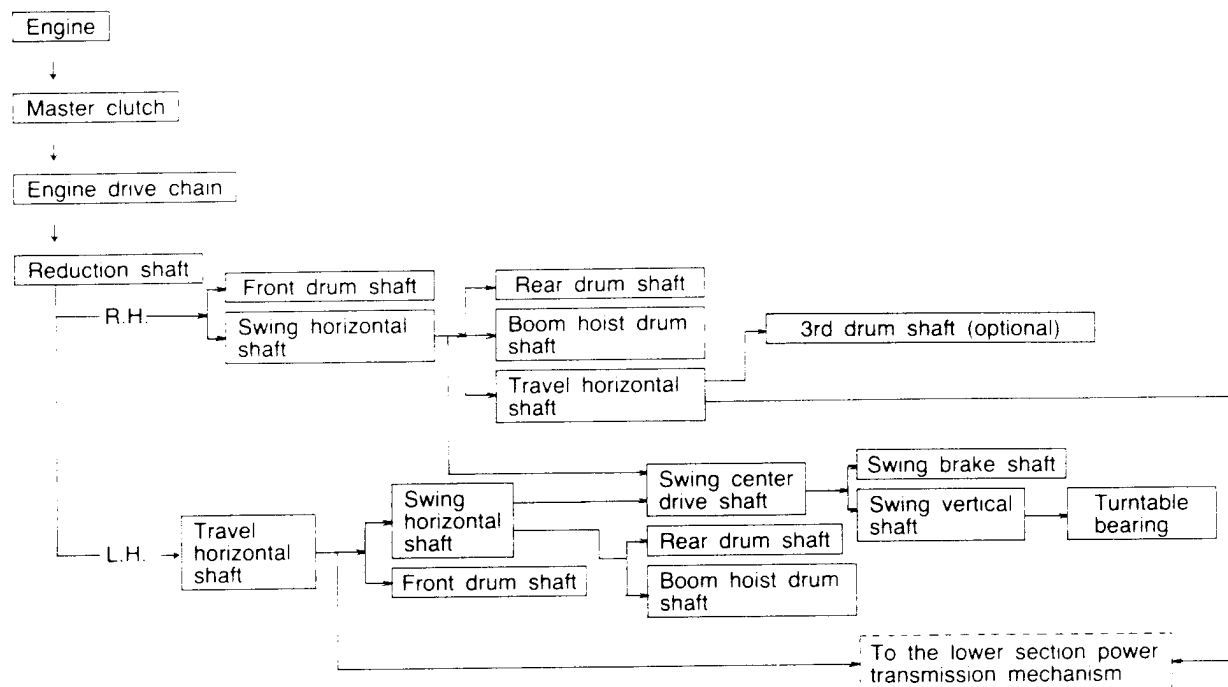 Engine
Master clutch
Engine drive chain
Reduction shaft
R.H.
Front drum shaft
Swing horizontal
shaft
Rear drum shaft
Boom hoist drum
shaft
Travel horizontal
shaft
3rd drum shaft (optional)
L.H.
Travel
horizontal
shaft
Swing
horizontal
shaft
Front drum shaft
Swing center
drive shaft
Rear drum shaft
Boom hoist drum
shaft
Swing brake shaft
Swing vertical
shaft
Turntable
bearing
To the lower section power
transmission mechanism